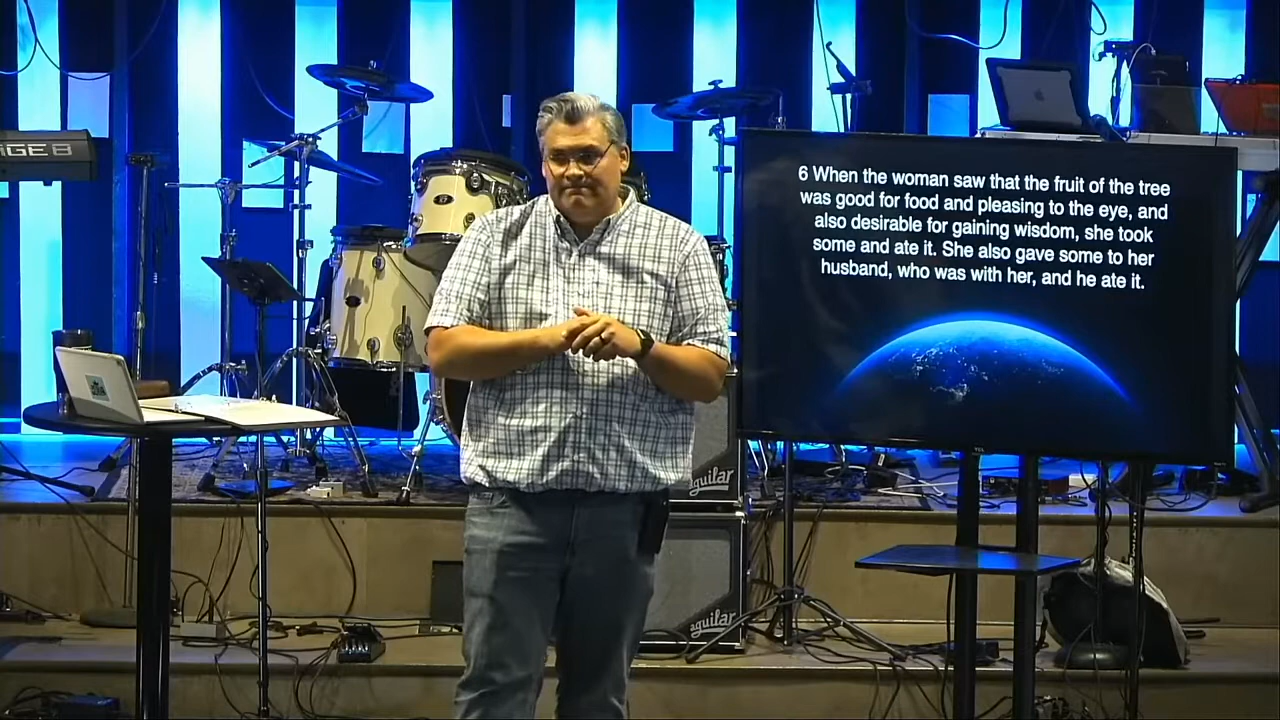 6 When the woman saw that the fruit of the tree
was good for food and pleasing to the eye, and
also desirable for gaining wisdom, she took
some and ate it. She also gave some to her
husband, who was with her, and he ate it.
TCL
aguilar
aguilar